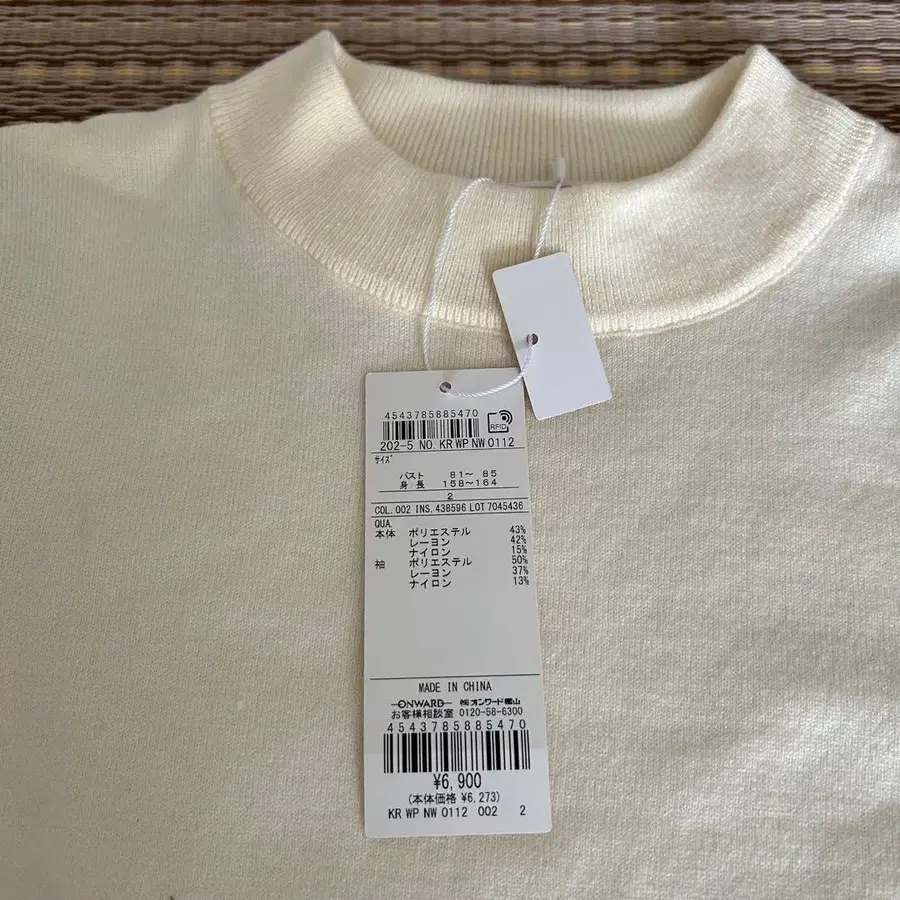 4543785885470
RFID
202-5 NO. KR WP NW 0112
サイズ
バスト 81～ 85
身 長 158～164
2
COL. 002 INS. 438596 LOT 7045436
QUA.
本体 ポリエステル 43%
レーヨン 42%
ナイロン 15%
袖 ポリエステル 50%
レーヨン 37%
ナイロン 13%
MADE IN CHINA
ONWARD ㈱オンワード樫山
お客様相談室 0120-58-6300
4543785885470
¥6,900
(本体価格 ¥6,273)
KR WP NW 0112 002 2